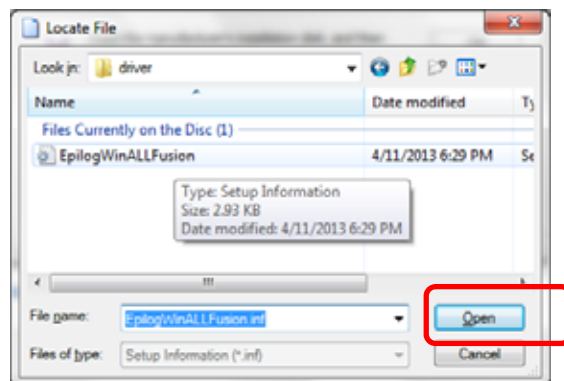 Locate File
Look in: driver
Name Date modified Ty
Files Currently on the Disc (1)
EpilogWinALLFusion 4/11/2013 6:29 PM Se
Type: Setup Information
Size: 2.93 KB
Date modified: 4/11/2013 6:29 PM
File name: EpilogWinALLFusion.inf Open
Files of type: Setup Information (*.inf) Cancel